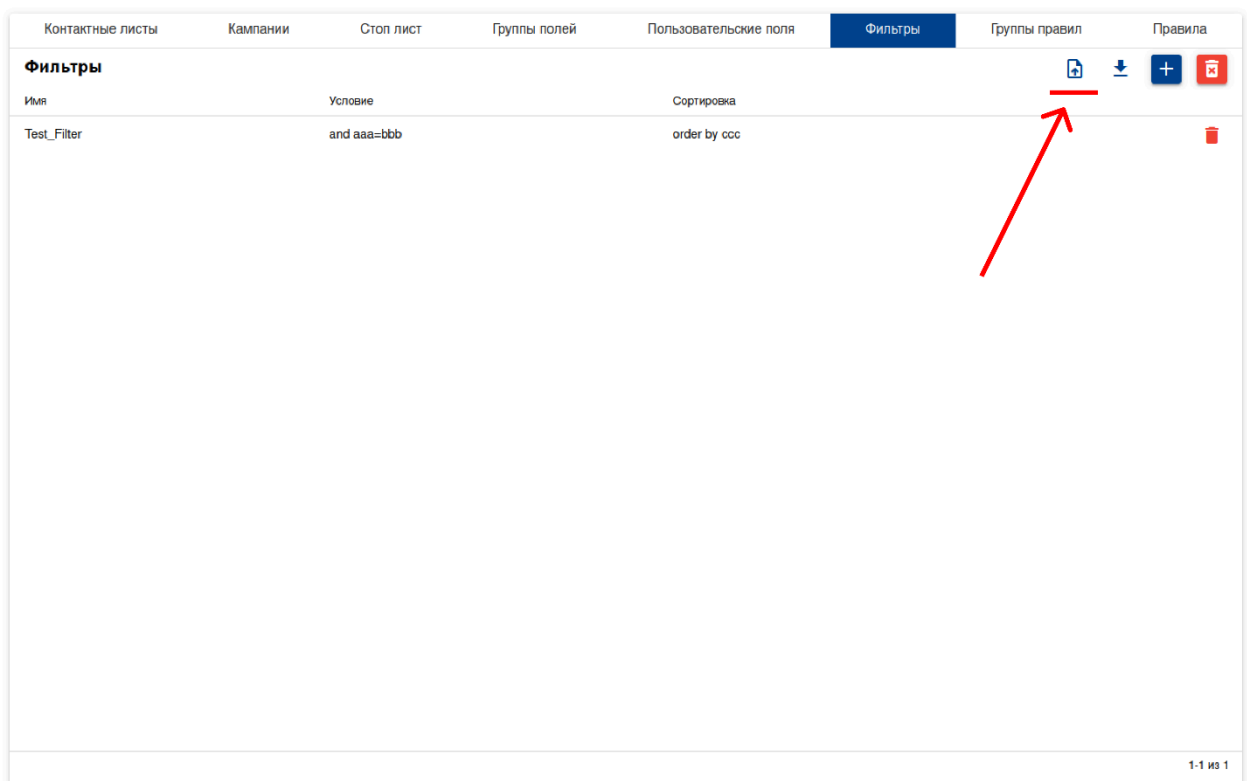 Контактные листы Кампании Стоп лист Группы полей Пользовательские поля Фильтры Группы правил Правила
Фильтры
Имя Условие Сортировка
Test_Filter and aaa=bbb order by ccc
1-1 из 1